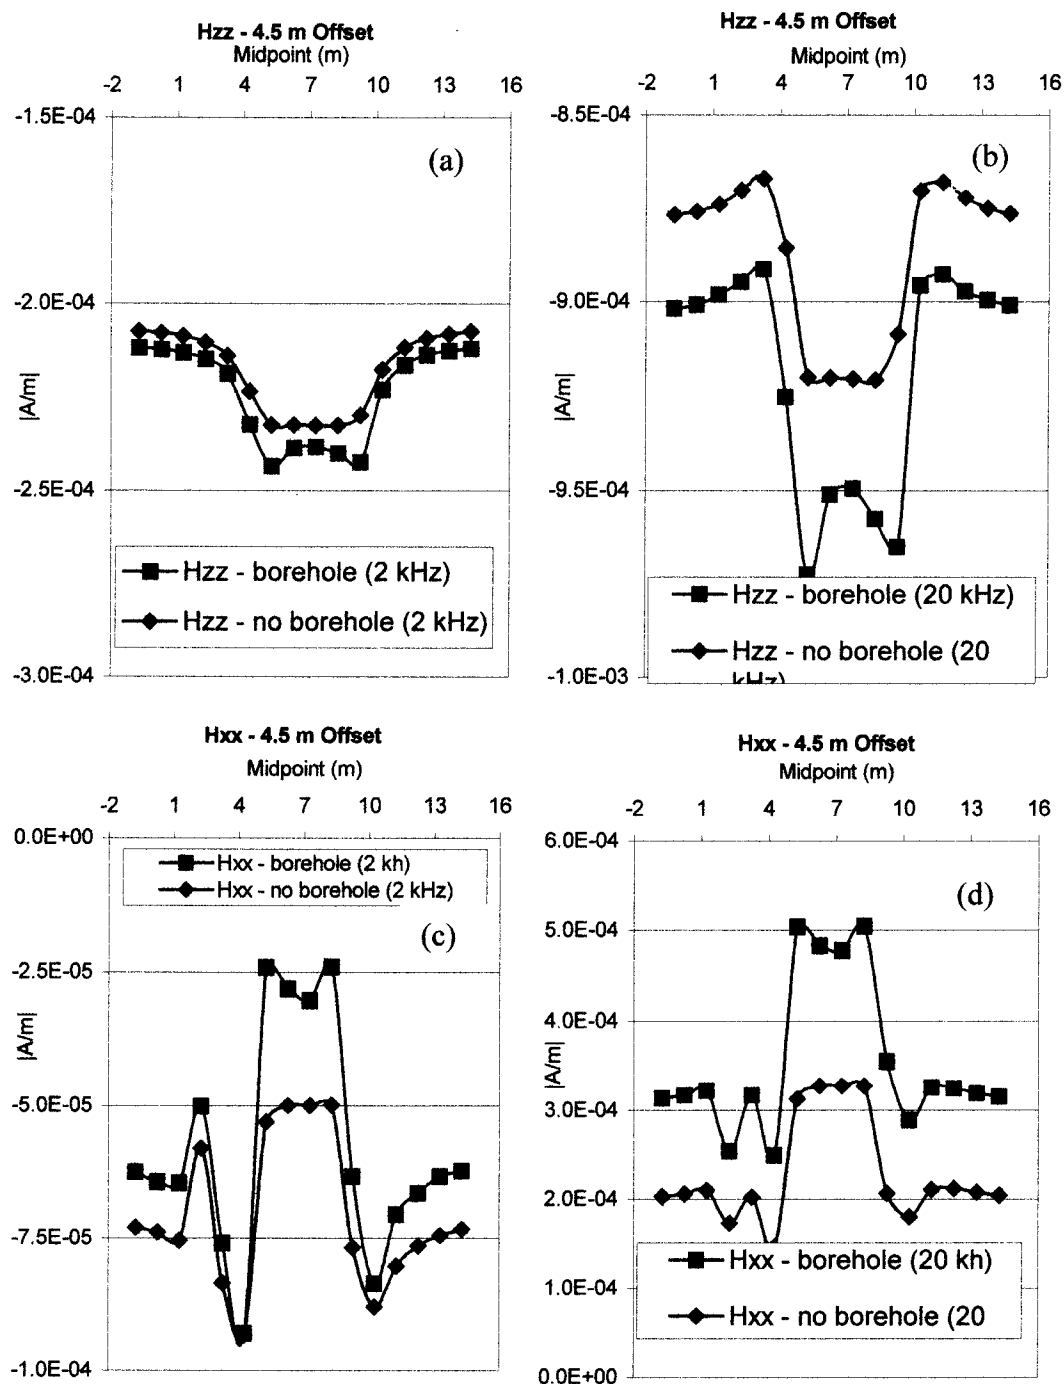 Hzz - 4.5 m Offset
Midpoint (m)
-2 1 4 7 10 13 16
-1.5E-04
(a)
-2.0E-04
|A/m|
-2.5E-04
Hzz - borehole (2 kHz)
Hzz - no borehole (2 kHz)
-3.0E-04
Hzz - 4.5 m Offset
Midpoint (m)
-2 1 4 7 10 13 16
-8.5E-04
(b)
-9.0E-04
|A/m|
-9.5E-04
Hzz - borehole (20 kHz)
Hzz - no borehole (20
kHz)
-1.0E-03
Hxx - 4.5 m Offset
Midpoint (m)
-2 1 4 7 10 13 16
0.0E+00
Hxx - borehole (2 kh)
Hxx - no borehole (2 kHz)
(c)
-2.5E-05
|A/m|
-5.0E-05
-7.5E-05
-1.0E-04
Hxx - 4.5 m Offset
Midpoint (m)
-2 1 4 7 10 13 16
6.0E-04
(d)
5.0E-04
4.0E-04
|A/m|
3.0E-04
2.0E-04
Hxx - borehole (20 kh)
1.0E-04
Hxx - no borehole (20
0.0E+00